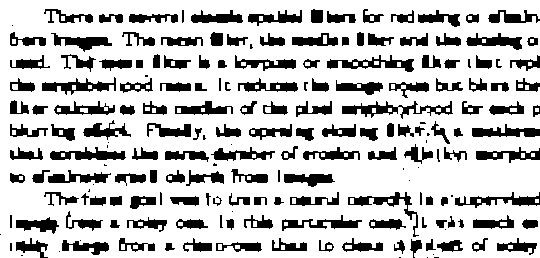 There are several classic spatial filters for reducing or elimin
from images. The mean filter, the median filter and the closing o
used. The mean filter is a lowpass or smoothing filter that repl
the neighborhood mean. It reduces the image noise but blurs the
filter calculates the median of the pixel neighborhood for each p
blurring effect. Finally, the opening closing filter is a mathema
that combines the same number of erosion and dilation morphol
to eliminate small objects from images.
The goal was to train a neural network in a supervised
image from a noisy one. In this particular case, it was much ea
noisy image from a clean one than to clean a subset of noisy